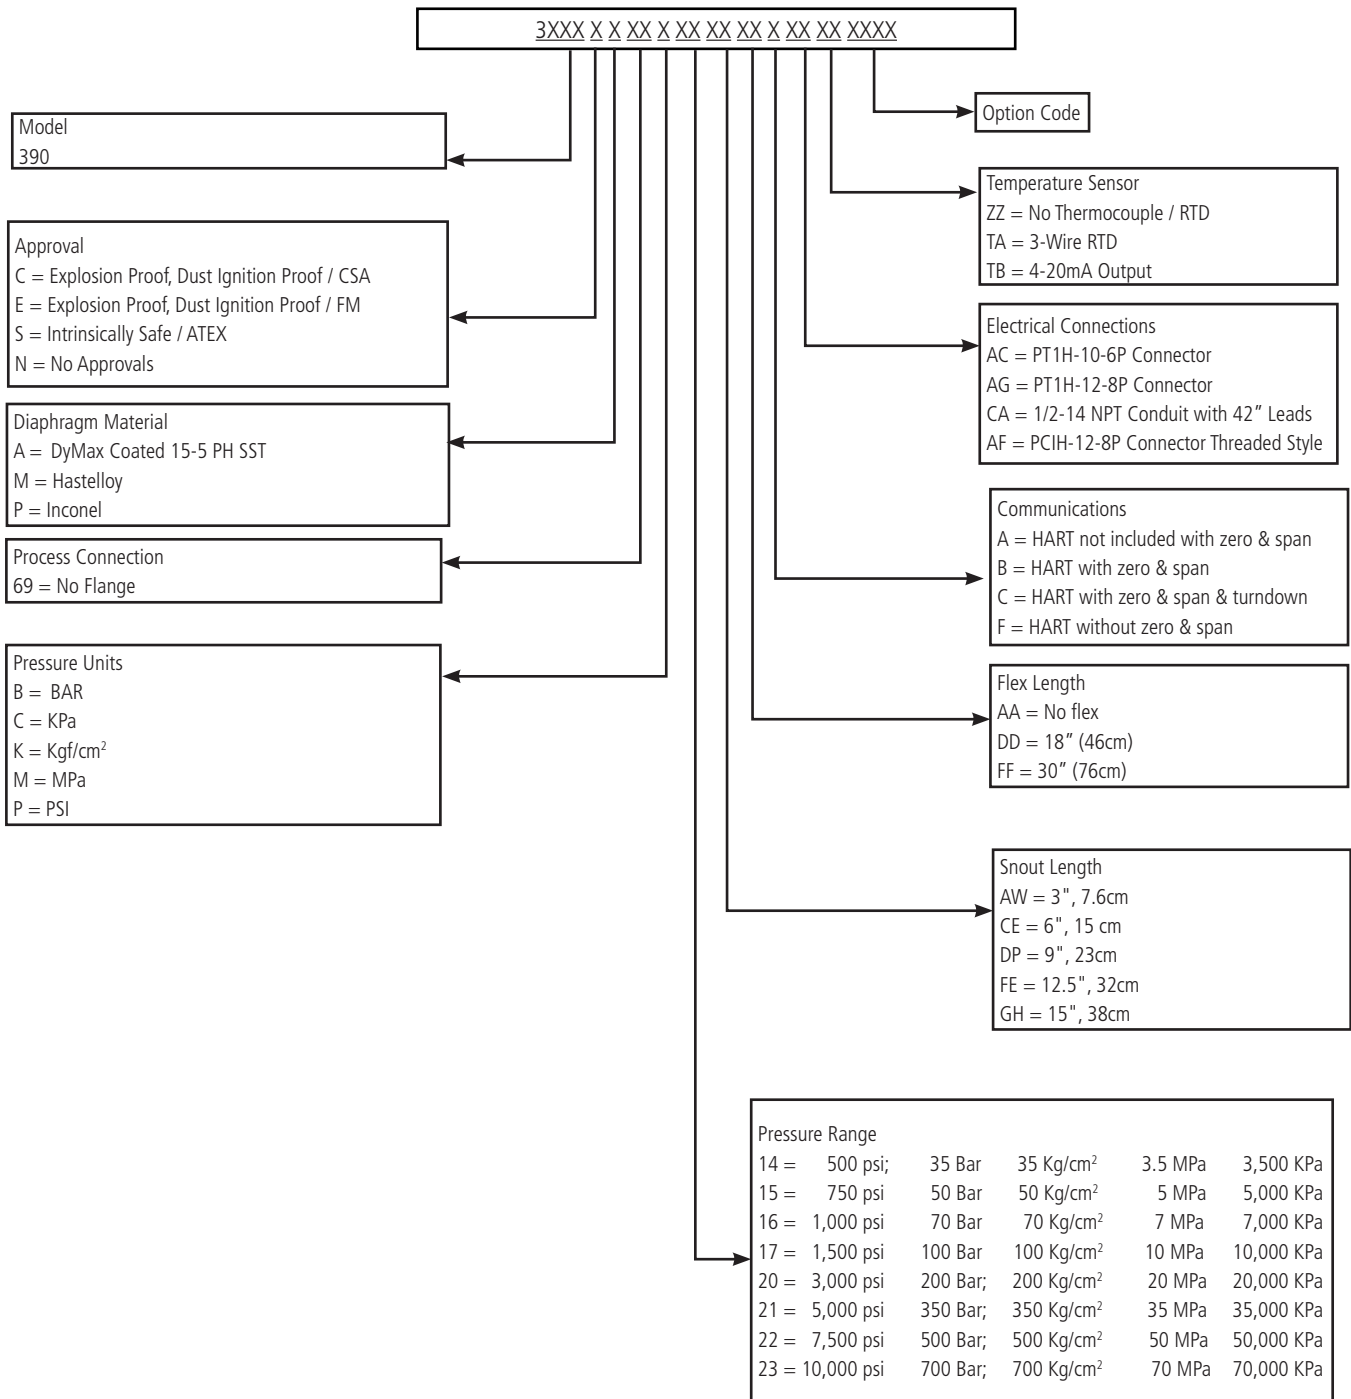 3XXX X X XX X XX XX XX X XX XX XXXX
Model
390
Approval
C = Explosion Proof, Dust Ignition Proof / CSA
E = Explosion Proof, Dust Ignition Proof / FM
S = Intrinsically Safe / ATEX
N = No Approvals
Diaphragm Material
A = DyMax Coated 15-5 PH SST
M = Hastelloy
P = Inconel
Process Connection
69 = No Flange
Pressure Units
B = BAR
C = KPa
K = Kgf/cm²
M = MPa
P = PSI
Option Code
Temperature Sensor
ZZ = No Thermocouple / RTD
TA = 3-Wire RTD
TB = 4-20mA Output
Electrical Connections
AC = PT1H-10-6P Connector
AG = PT1H-12-8P Connector
CA = 1/2-14 NPT Conduit with 42" Leads
AF = PCIH-12-8P Connector Threaded Style
Communications
A = HART not included with zero & span
B = HART with zero & span
C = HART with zero & span & turndown
F = HART without zero & span
Flex Length
AA = No flex
DD = 18" (46cm)
FF = 30" (76cm)
Snout Length
AW = 3", 7.6cm
CE = 6", 15 cm
DP = 9", 23cm
FE = 12.5", 32cm
GH = 15", 38cm
Pressure Range
14 = 500 psi; 35 Bar 35 Kg/cm² 3.5 MPa 3,500 KPa
15 = 750 psi 50 Bar 50 Kg/cm² 5 MPa 5,000 KPa
16 = 1,000 psi 70 Bar 70 Kg/cm² 7 MPa 7,000 KPa
17 = 1,500 psi 100 Bar 100 Kg/cm² 10 MPa 10,000 KPa
20 = 3,000 psi 200 Bar; 200 Kg/cm² 20 MPa 20,000 KPa
21 = 5,000 psi 350 Bar; 350 Kg/cm² 35 MPa 35,000 KPa
22 = 7,500 psi 500 Bar; 500 Kg/cm² 50 MPa 50,000 KPa
23 = 10,000 psi 700 Bar; 700 Kg/cm² 70 MPa 70,000 KPa